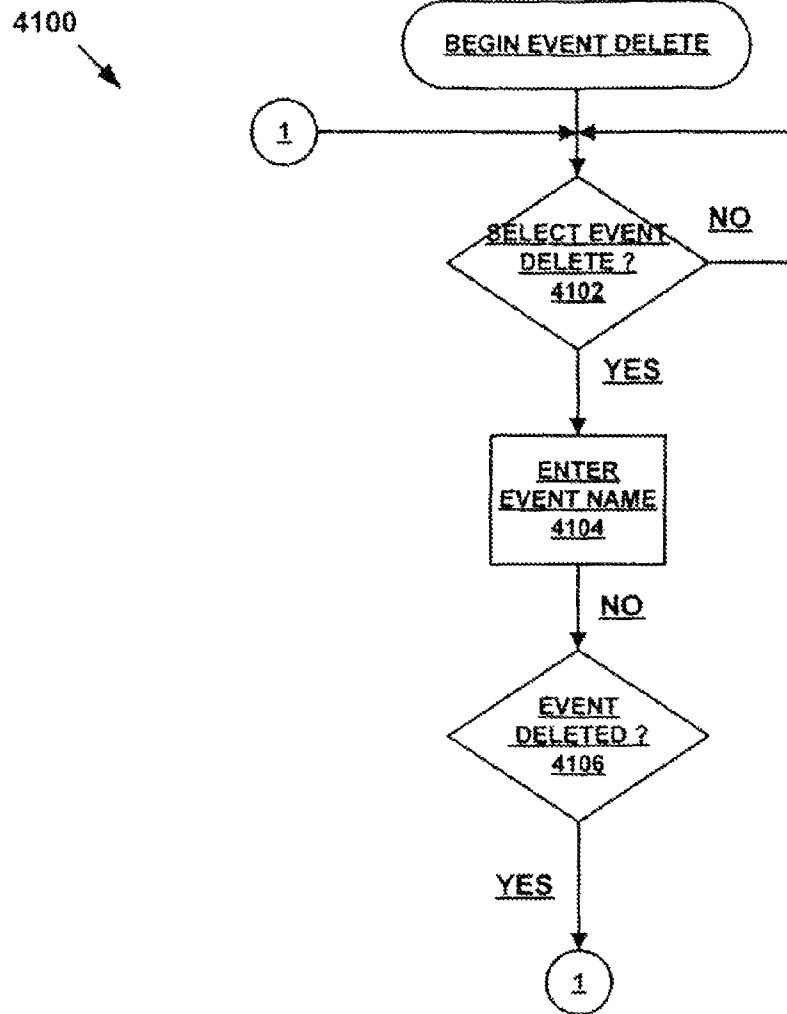 4100
BEGIN EVENT DELETE
1
SELECT EVENT
DELETE ?
4102
NO
YES
ENTER
EVENT NAME
4104
NO
EVENT
DELETED ?
4106
YES
1